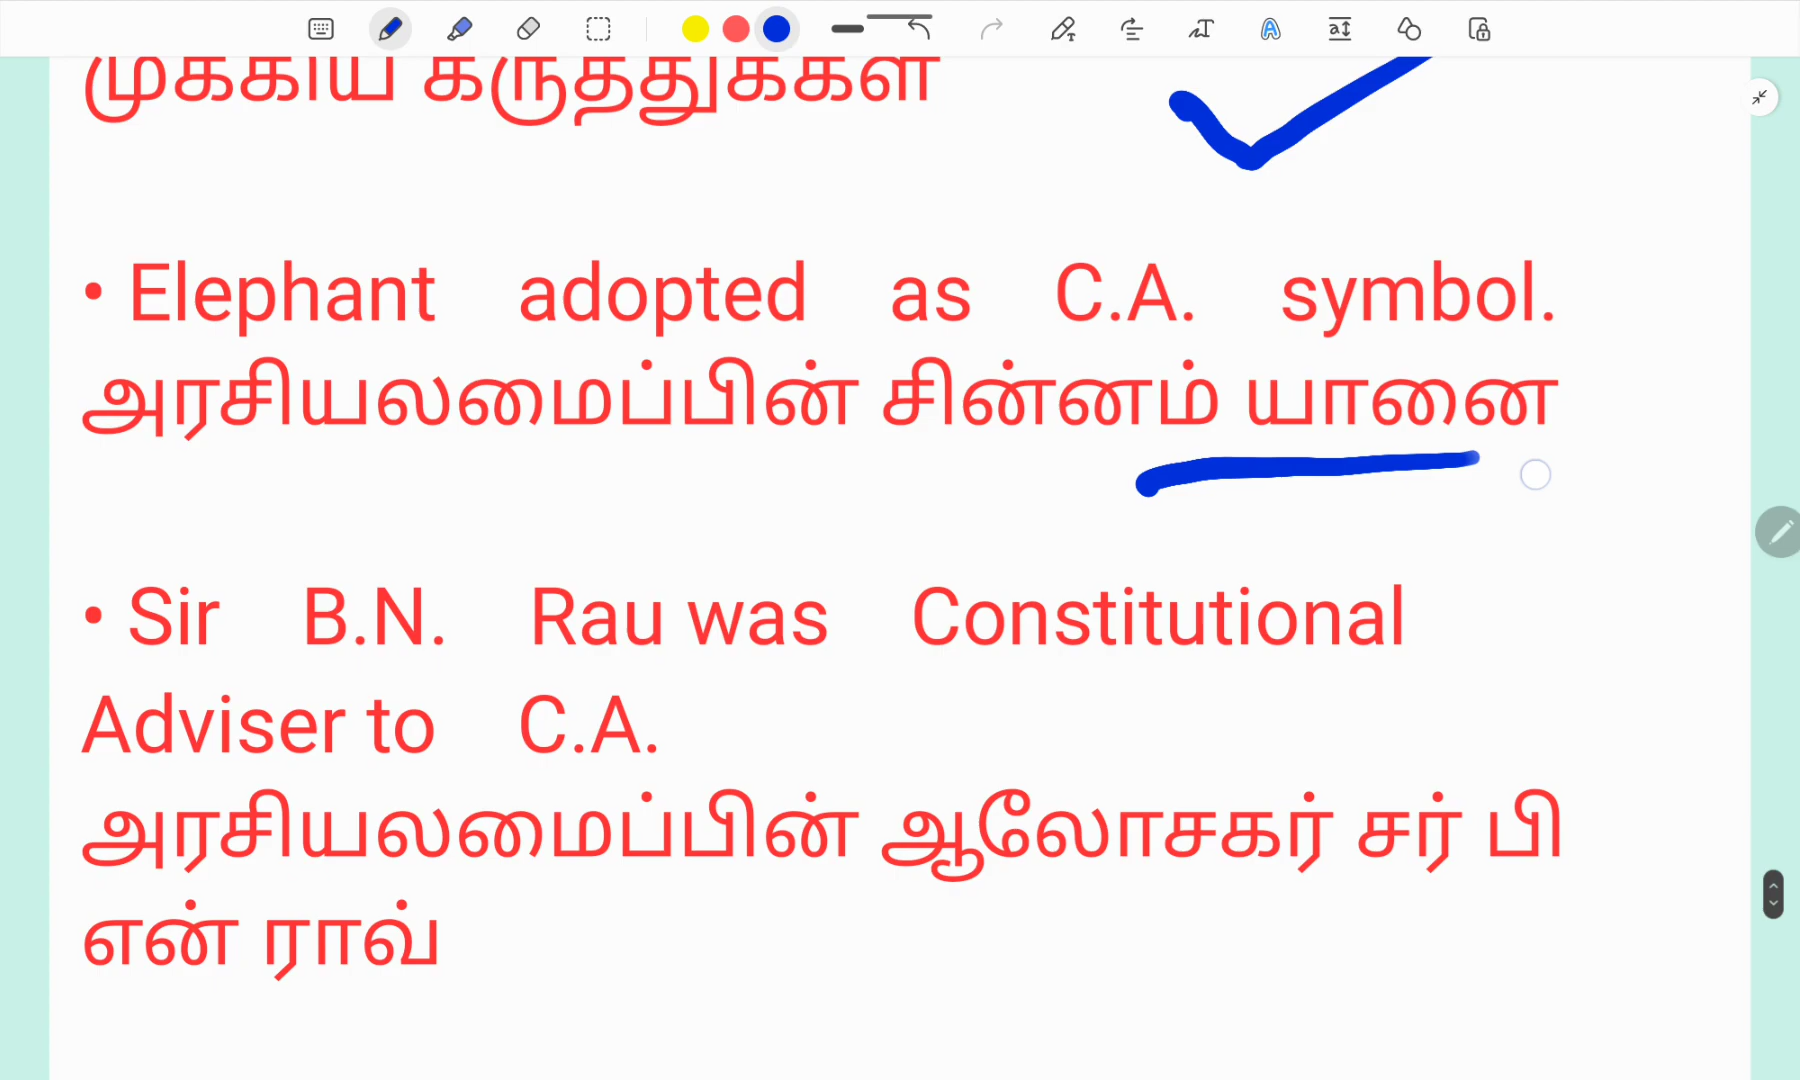 முக்கிய கருத்துக்கள்
• Elephant adopted as C.A. symbol.
அரசியலமைப்பின் சின்னம் யானை
• Sir B.N. Rau was Constitutional
Adviser to C.A.
அரசியலமைப்பின் ஆலோசகர் சர் பி
என் ராவ்